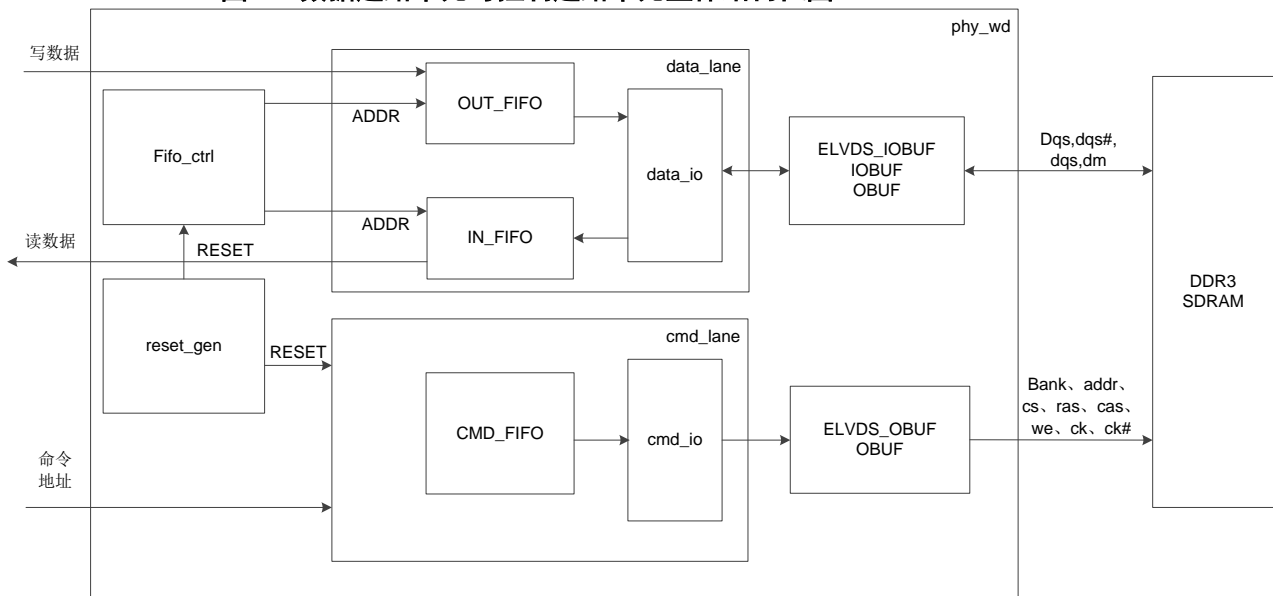 phy_wd
写数据
data_lane
OUT_FIFO
ADDR
Fifo_ctrl
data_io
ELVDS_IOBUF
IOBUF
OBUF
Dqs,dqs#,
dqs,dm
ADDR
IN_FIFO
读数据
RESET
DDR3
SDRAM
reset_gen
RESET
cmd_lane
CMD_FIFO
cmd_io
ELVDS_OBUF
OBUF
Bank、addr、
cs、ras、cas、
we、ck、ck#
命令
地址